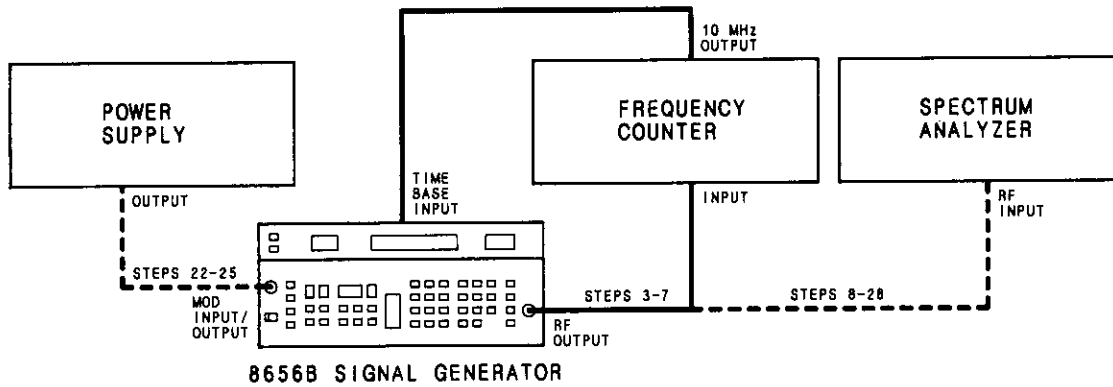 10 MHz
OUTPUT
POWER
SUPPLY
FREQUENCY
COUNTER
SPECTRUM
ANALYZER
OUTPUT
TIME
BASE
INPUT
INPUT
RF
INPUT
STEPS 22-25
MOD
INPUT/
OUTPUT
STEPS 3-7
STEPS 8-28
RF
OUTPUT
8656B SIGNAL GENERATOR